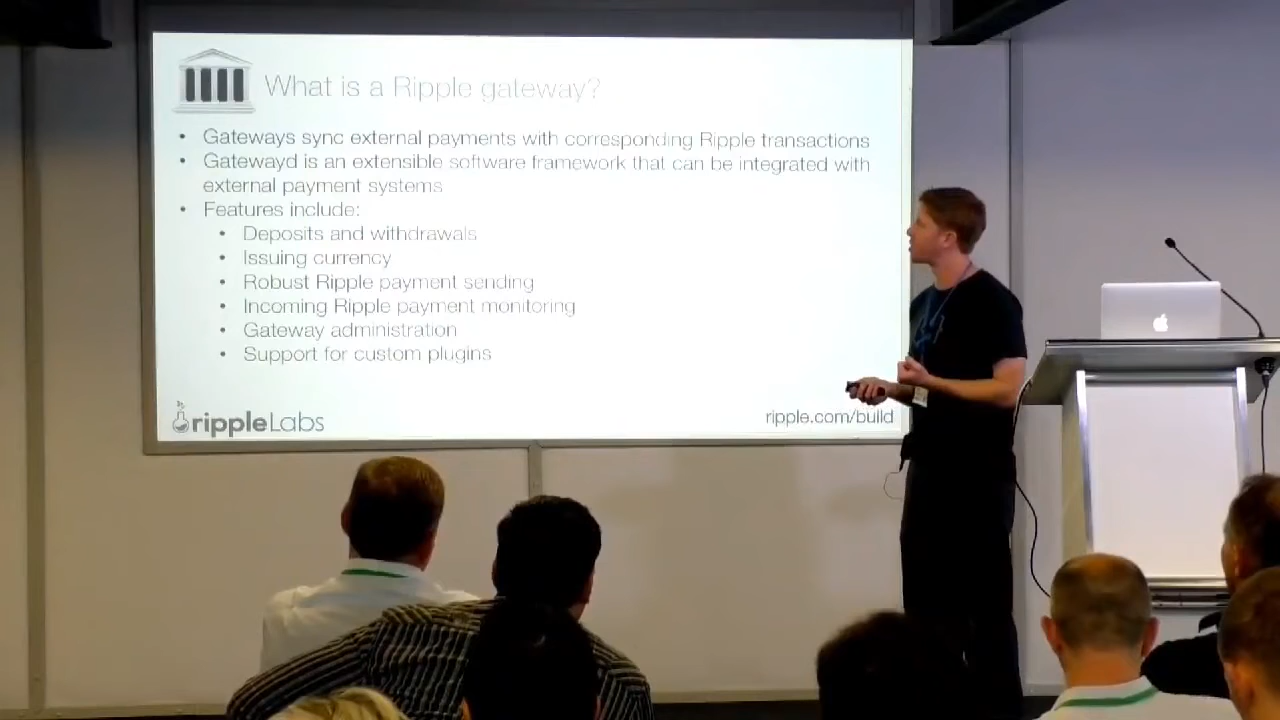 What is a Ripple gateway?
• Gateways sync external payments with corresponding Ripple transactions
• Gatewayd is an extensible software framework that can be integrated with
external payment systems
• Features include:
• Deposits and withdrawals
• Issuing currency
• Robust Ripple payment sending
• Incoming Ripple payment monitoring
• Gateway administration
• Support for custom plugins
rippleLabs
ripple.com/build